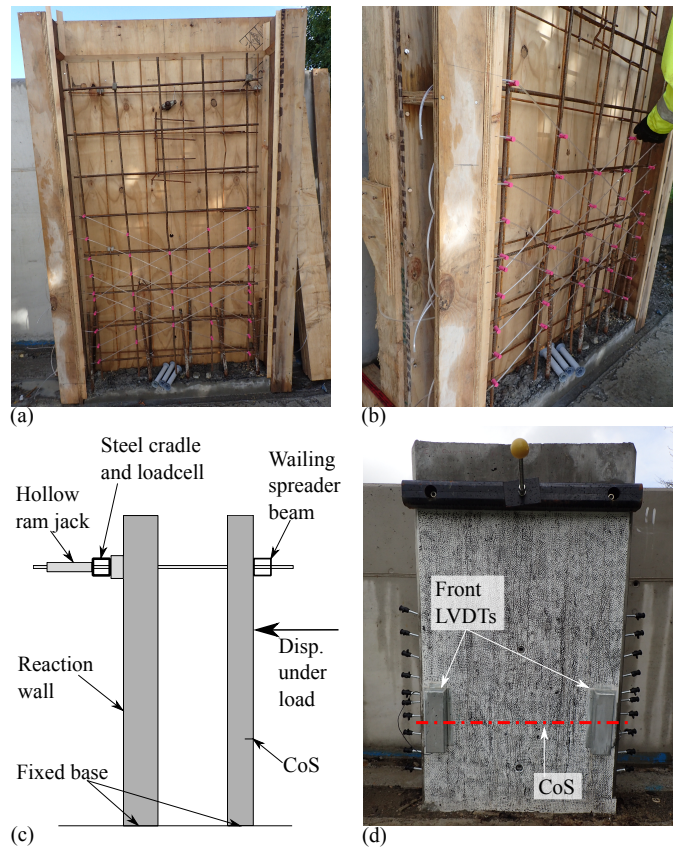 (a)
(b)
Steel cradle
and loadcell
Wailing
spreader
beam
Hollow
ram jack
Disp.
under
load
Reaction
wall
CoS
Fixed base
(c)
Front
LVDTs
CoS
(d)